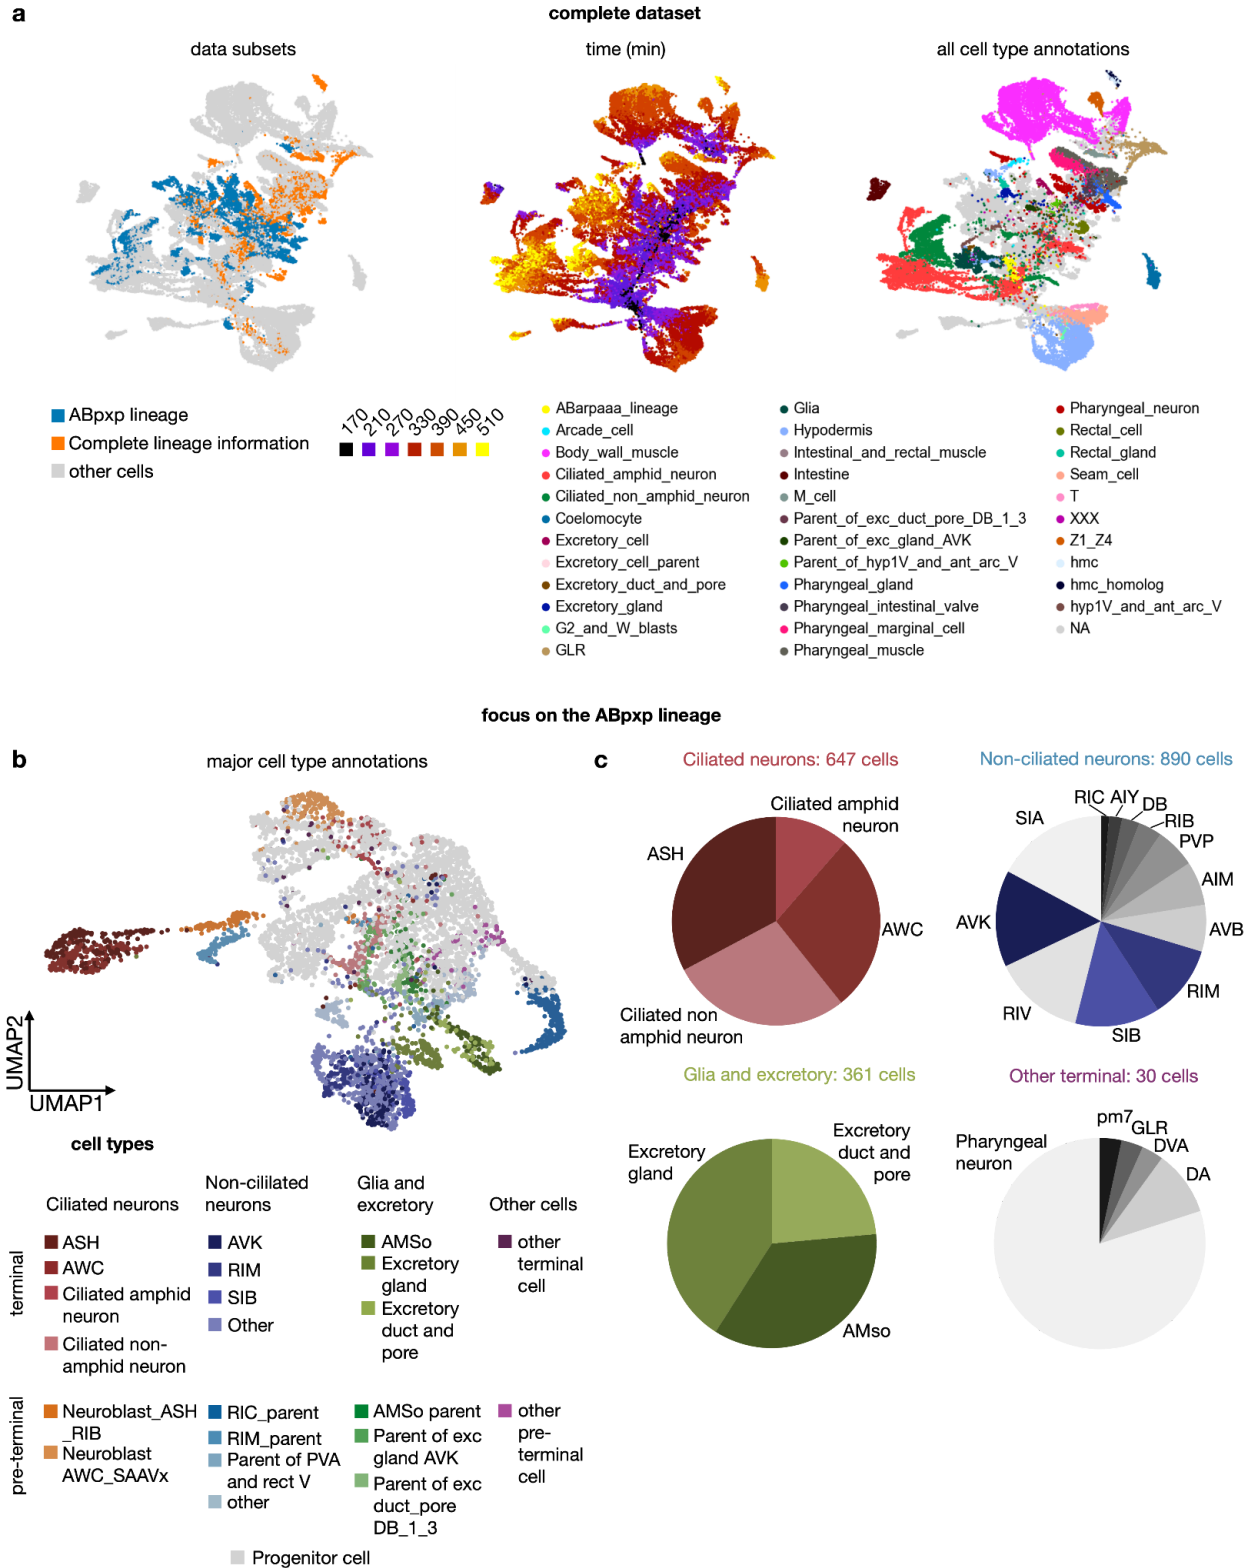 a
complete dataset
data subsets
time (min)
all cell type annotations
ABpxp lineage
Complete lineage information
other cells
170
210
270
330
390
450
510
ABarpaaa_lineage
Arcade_cell
Body_wall_muscle
Ciliated_amphid_neuron
Ciliated_non_amphid_neuron
Coelomocyte
Excretory_cell
Excretory_cell_parent
Excretory_duct_and_pore
Excretory_gland
G2_and_W_blasts
GLR
Glia
Hypodermis
Intestinal_and_rectal_muscle
Intestine
M_cell
Parent_of_exc_duct_pore_DB_1_3
Parent_of_exc_gland_AVK
Parent_of_hyp1V_and_ant_arc_V
Pharyngeal_gland
Pharyngeal_intestinal_valve
Pharyngeal_marginal_cell
Pharyngeal_muscle
Pharyngeal_neuron
Rectal_cell
Rectal_gland
Seam_cell
T
XXX
Z1_Z4
hmc
hmc_homolog
hyp1V_and_ant_arc_V
NA
focus on the ABpxp lineage
b
major cell type annotations
UMAP2
UMAP1
cell types
Ciliated neurons
Non-cililated
neurons
Glia and
excretory
Other cells
terminal
ASH
AWC
Ciliated amphid
neuron
Ciliated non-
amphid neuron
AVK
RIM
SIB
Other
AMSo
Excretory
gland
Excretory
duct and
pore
other
terminal
cell
pre-terminal
Neuroblast_ASH
_RIB
Neuroblast
AWC_SAAVx
RIC_parent
RIM_parent
Parent of PVA
and rect V
other
AMSo parent
Parent of exc
gland AVK
Parent of exc
duct_pore
DB_1_3
other
pre-
terminal
cell
Progenitor cell
c
Ciliated neurons: 647 cells
Ciliated amphid
neuron
ASH
AWC
Ciliated non
amphid neuron
Non-ciliated neurons: 890 cells
RIC
AIY
DB
RIB
PVP
AIM
AVB
RIM
SIB
RIV
AVK
SIA
Glia and excretory: 361 cells
Excretory
gland
Excretory
duct and
pore
AMso
Other terminal: 30 cells
Pharyngeal
neuron
pm7
GLR
DVA
DA